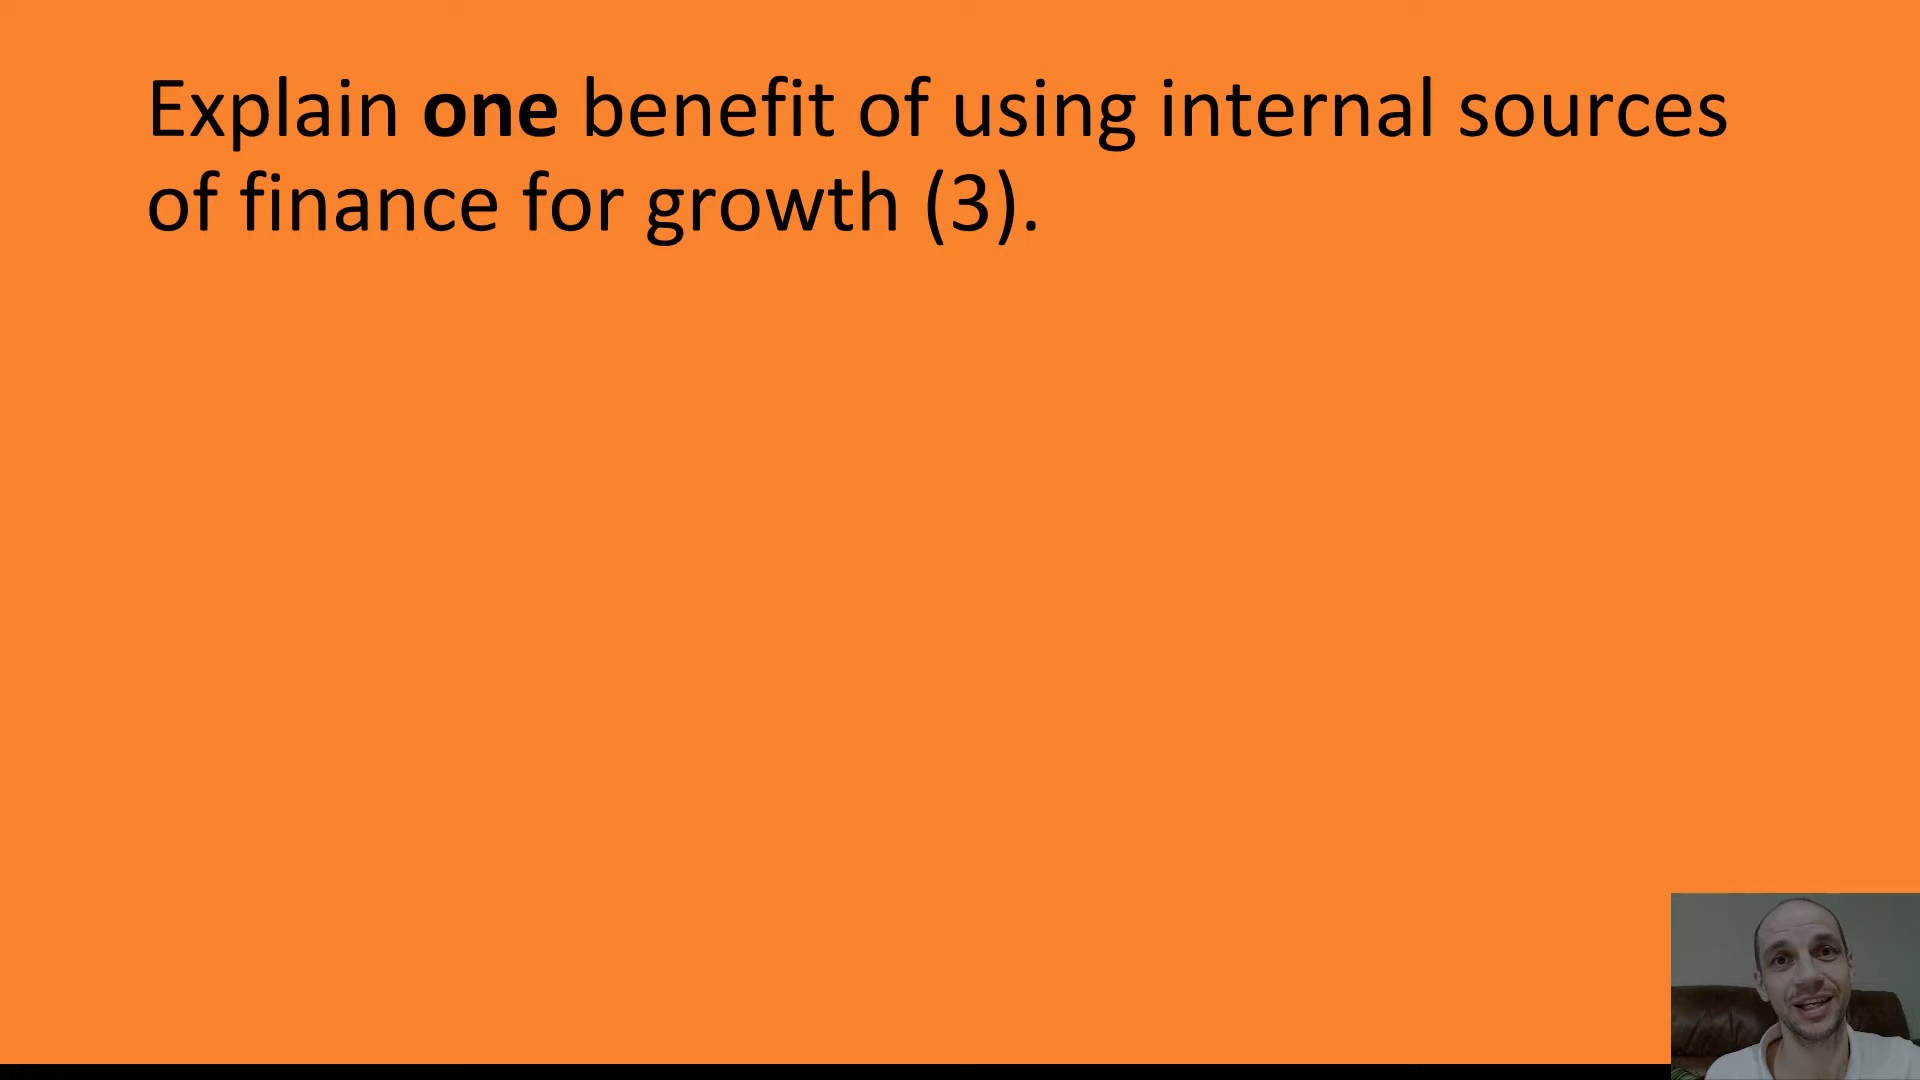 Explain one benefit of using internal sources
of finance for growth (3).